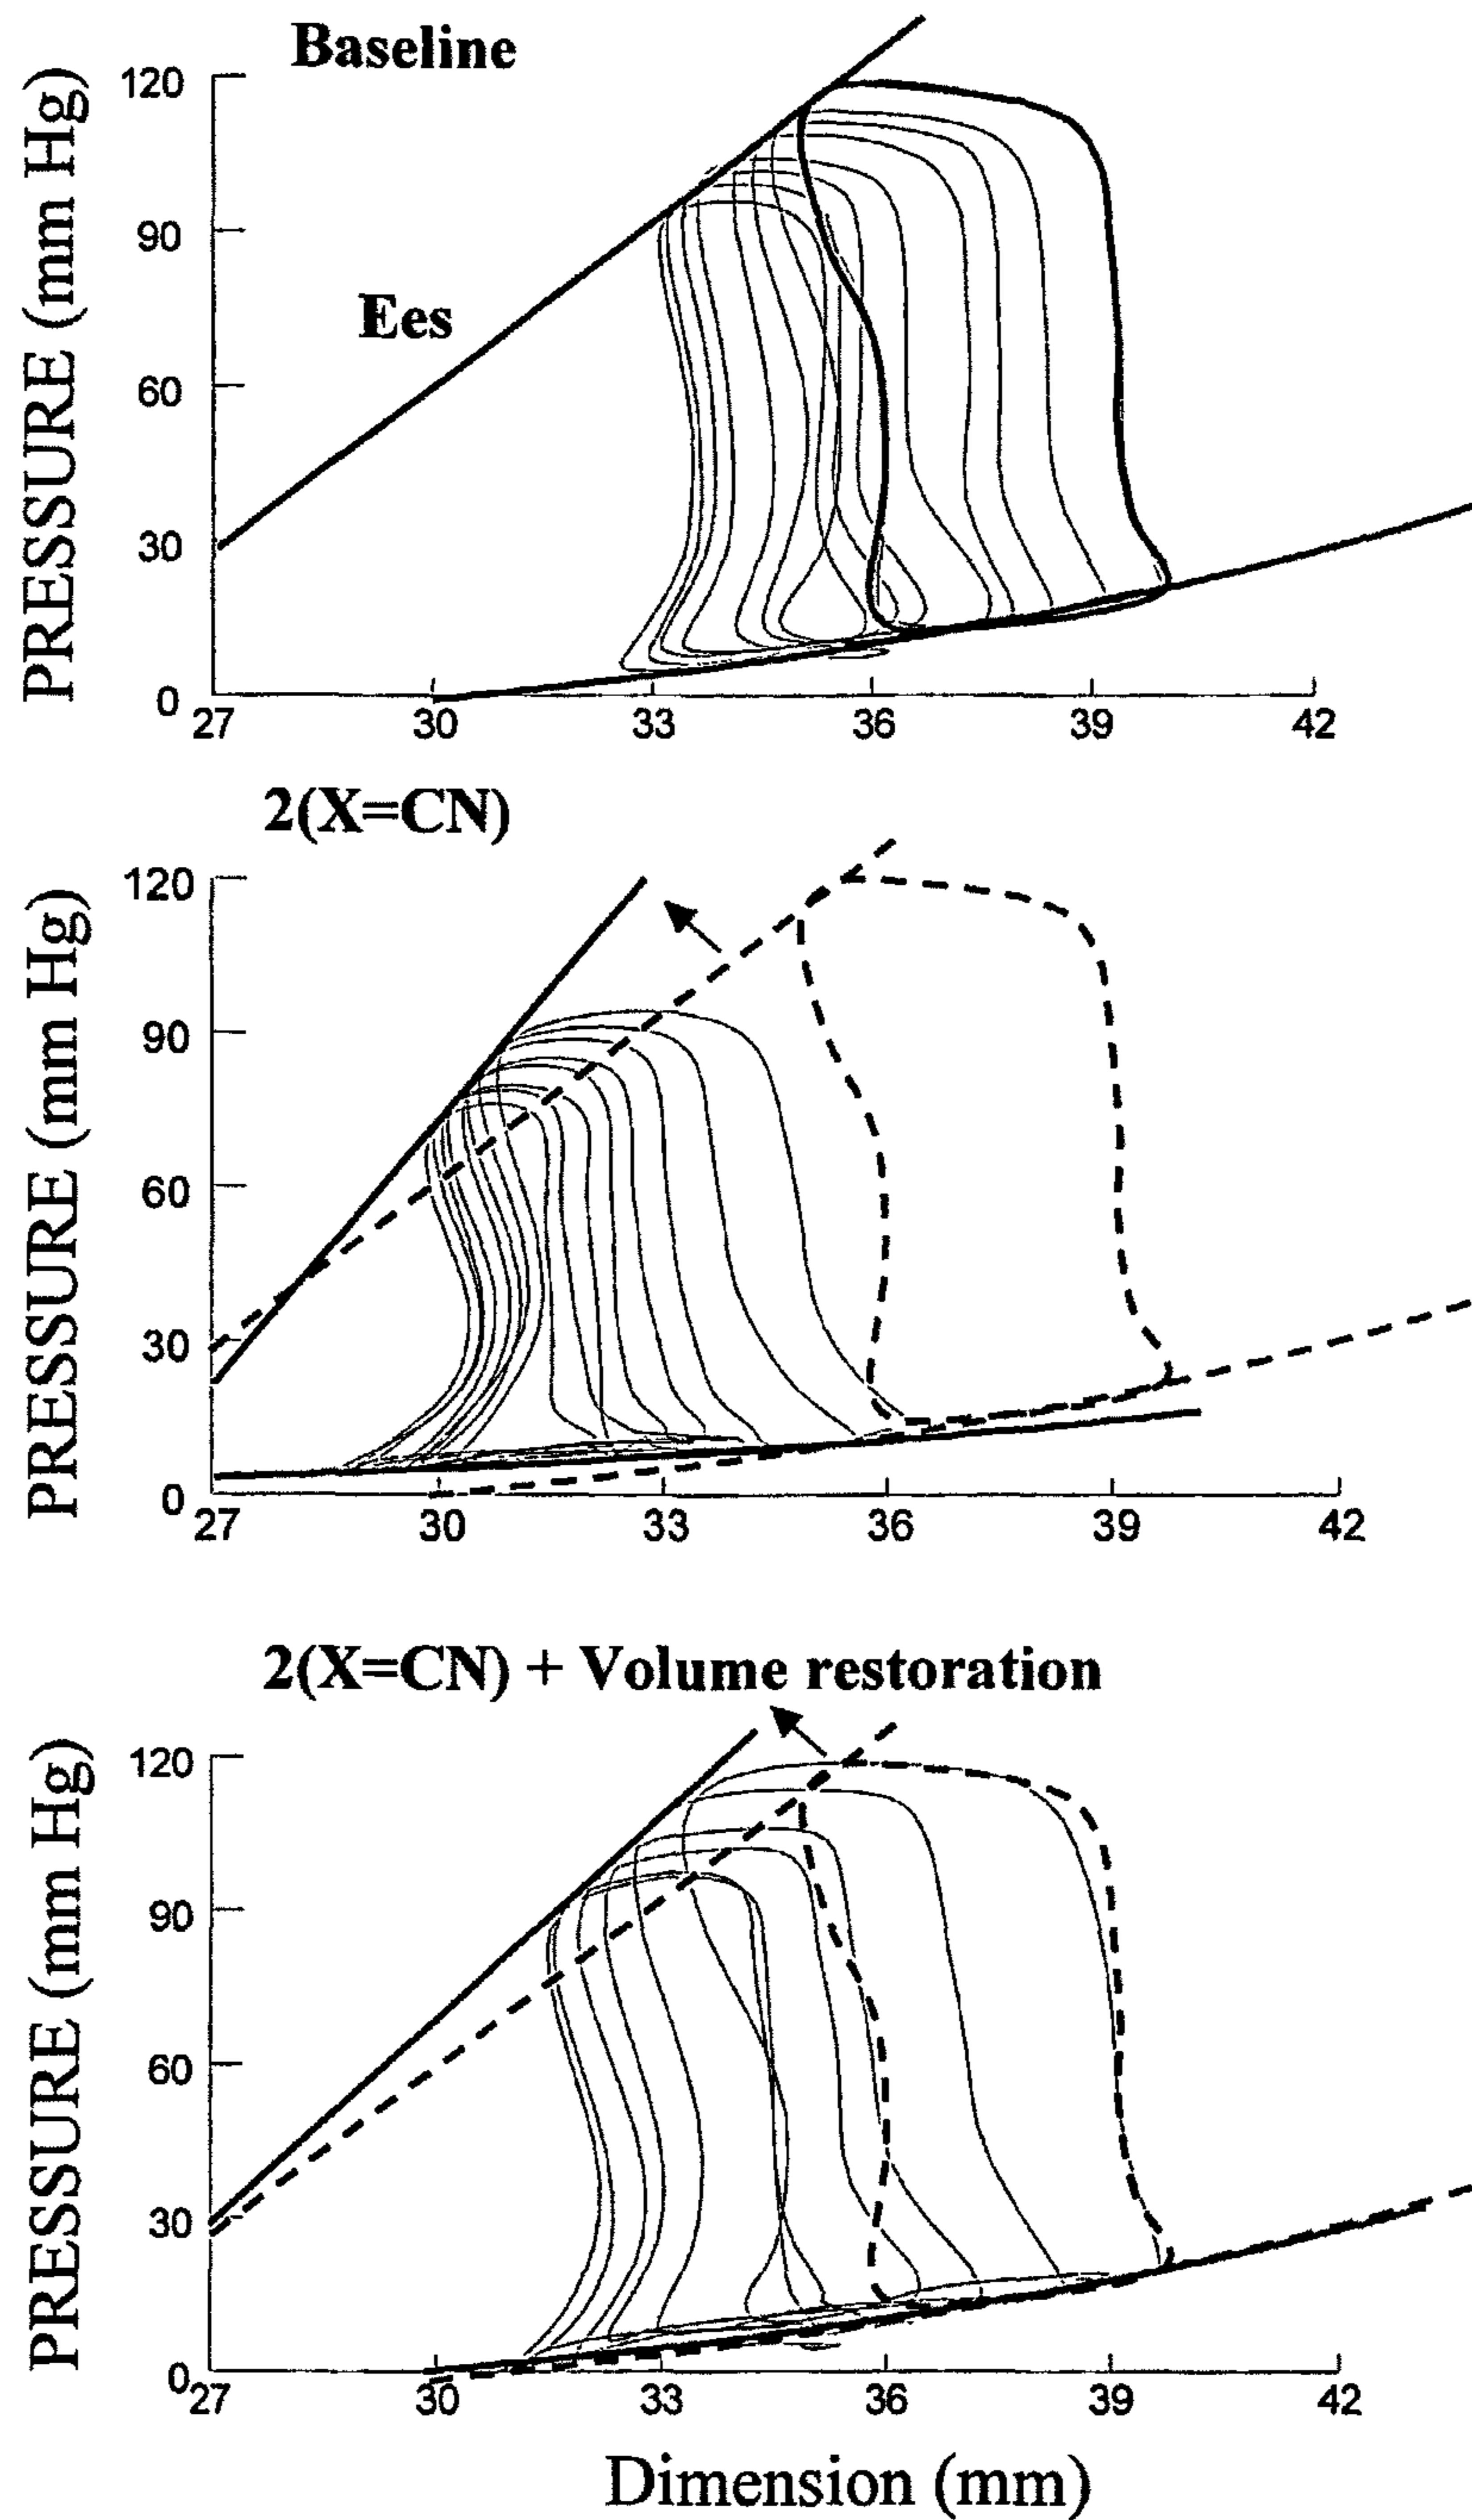 Baseline
PRESSURE (mm Hg)
120
90
60
30
0
Ees
27 30 33 36 39 42
2(X=CN)
PRESSURE (mm Hg)
120
90
60
30
0
27 30 33 36 39 42
2(X=CN) + Volume restoration
PRESSURE (mm Hg)
120
90
60
30
0
27 30 33 36 39 42
Dimension (mm)